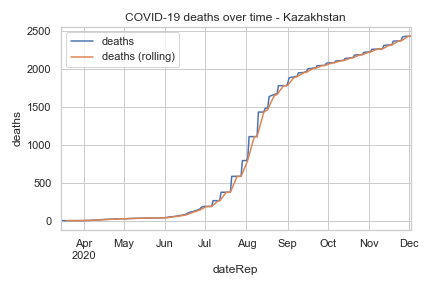 COVID-19 deaths over time - Kazakhstan
deaths
deaths (rolling)
2500
2000
1500
1000
500
0
deaths
Apr May Jun Jul Aug Sep Oct Nov Dec
2020
dateRep